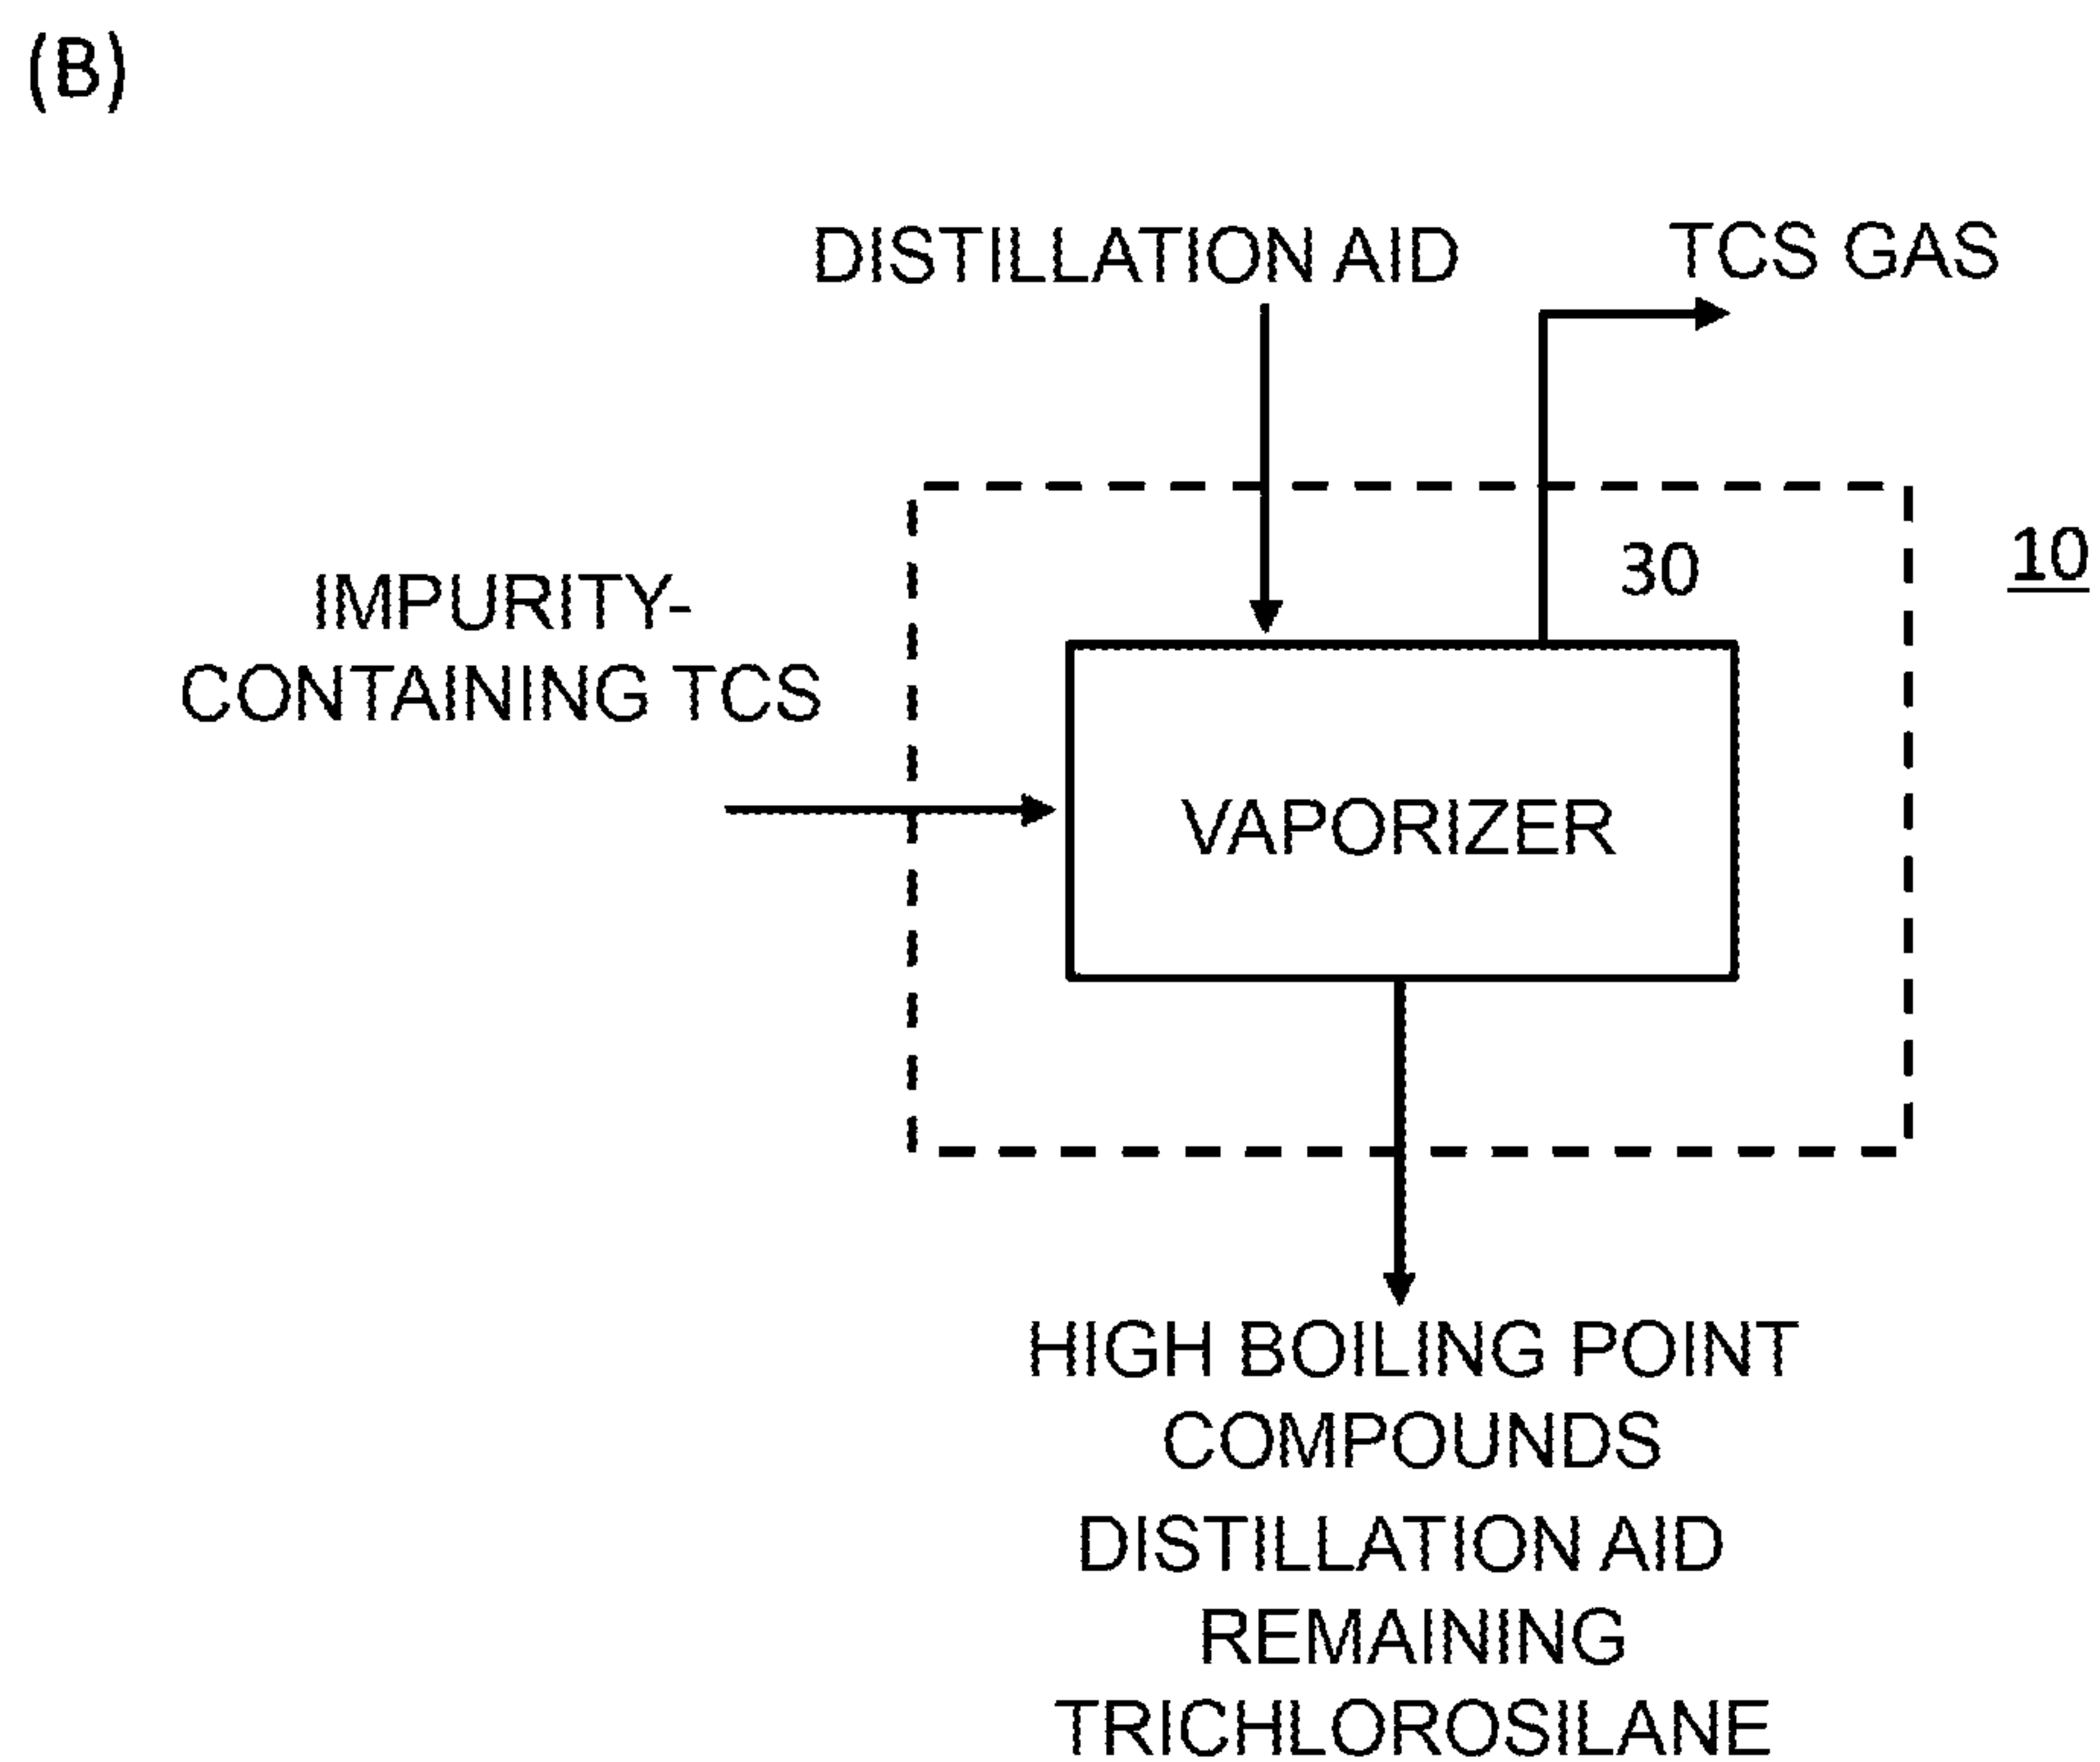 (B)
DISTILLATION AID
TCS GAS
30
10
IMPURITY-
CONTAINING TCS
VAPORIZER
HIGH BOILING POINT
COMPOUNDS
DISTILLATION AID
REMAINING
TRICHLOROSILANE